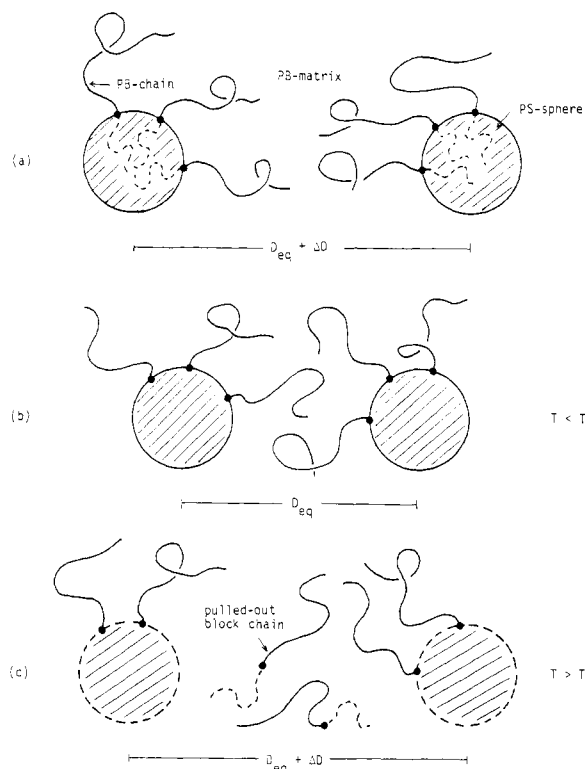 PB-chain
PB-matrix
PS-sphere
(a)
D_eq + ΔD
(b)
T < T
D_eq
pulled-out
block chain
(c)
T > T
D_eq + ΔD